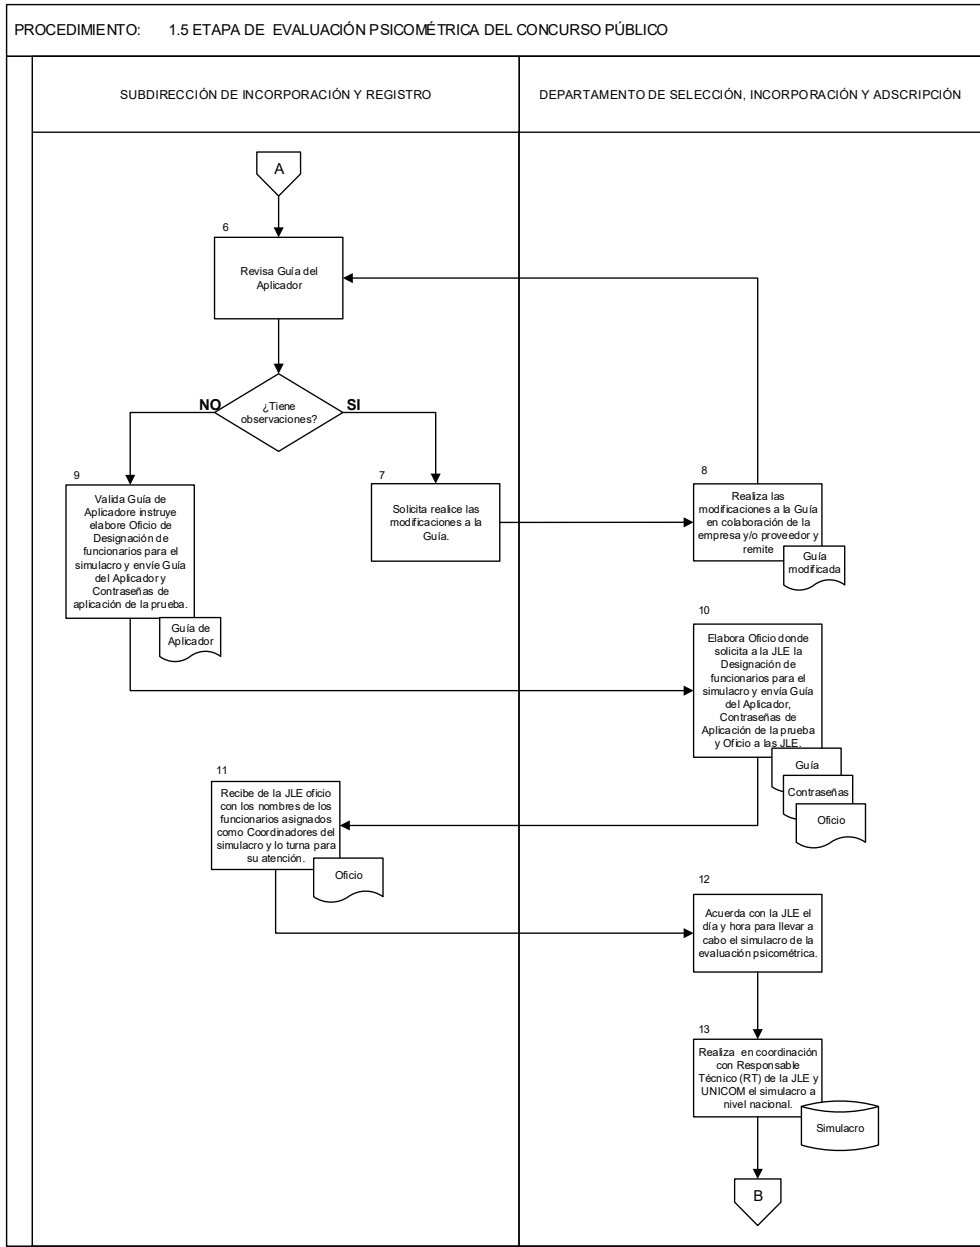 PROCEDIMIENTO: 1.5 ETAPA DE EVALUACIÓN PSICOMÉTRICA DEL CONCURSO PÚBLICO
SUBDIRECCIÓN DE INCORPORACIÓN Y REGISTRO
DEPARTAMENTO DE SELECCIÓN, INCORPORACIÓN Y ADSCRIPCIÓN
A
6
Revisa Guía del
Aplicador
¿Tiene
observaciones?
NO
SI
9
Valida Guía de
Aplicadore instruye
elabore Oficio de
Designación de
funcionarios para el
simulacro y envíe Guía
del Aplicador y
Contraseñas de
aplicación de la prueba.
Guía de
Aplicador
7
Solicita realice las
modificaciones a la
Guía.
8
Realiza las
modificaciones a la Guía
en colaboración de la
empresa y/o proveedor y
remite
Guía
modificada
10
Elabora Oficio donde
solicita a la JLE la
Designación de
funcionarios para el
simulacro y envía Guía
del Aplicador,
Contraseñas de
Aplicación de la prueba
y Oficio a las JLE.
Guía
Contraseñas
Oficio
11
Recibe de la JLE oficio
con los nombres de los
funcionarios asignados
como Coordinadores del
simulacro y lo turna para
su atención.
Oficio
12
Acuerda con la JLE el
día y hora para llevar a
cabo el simulacro de la
evaluación psicométrica.
13
Realiza en coordinación
con Responsable
Técnico (RT) de la JLE y
UNICOM el simulacro a
nivel nacional.
Simulacro
B